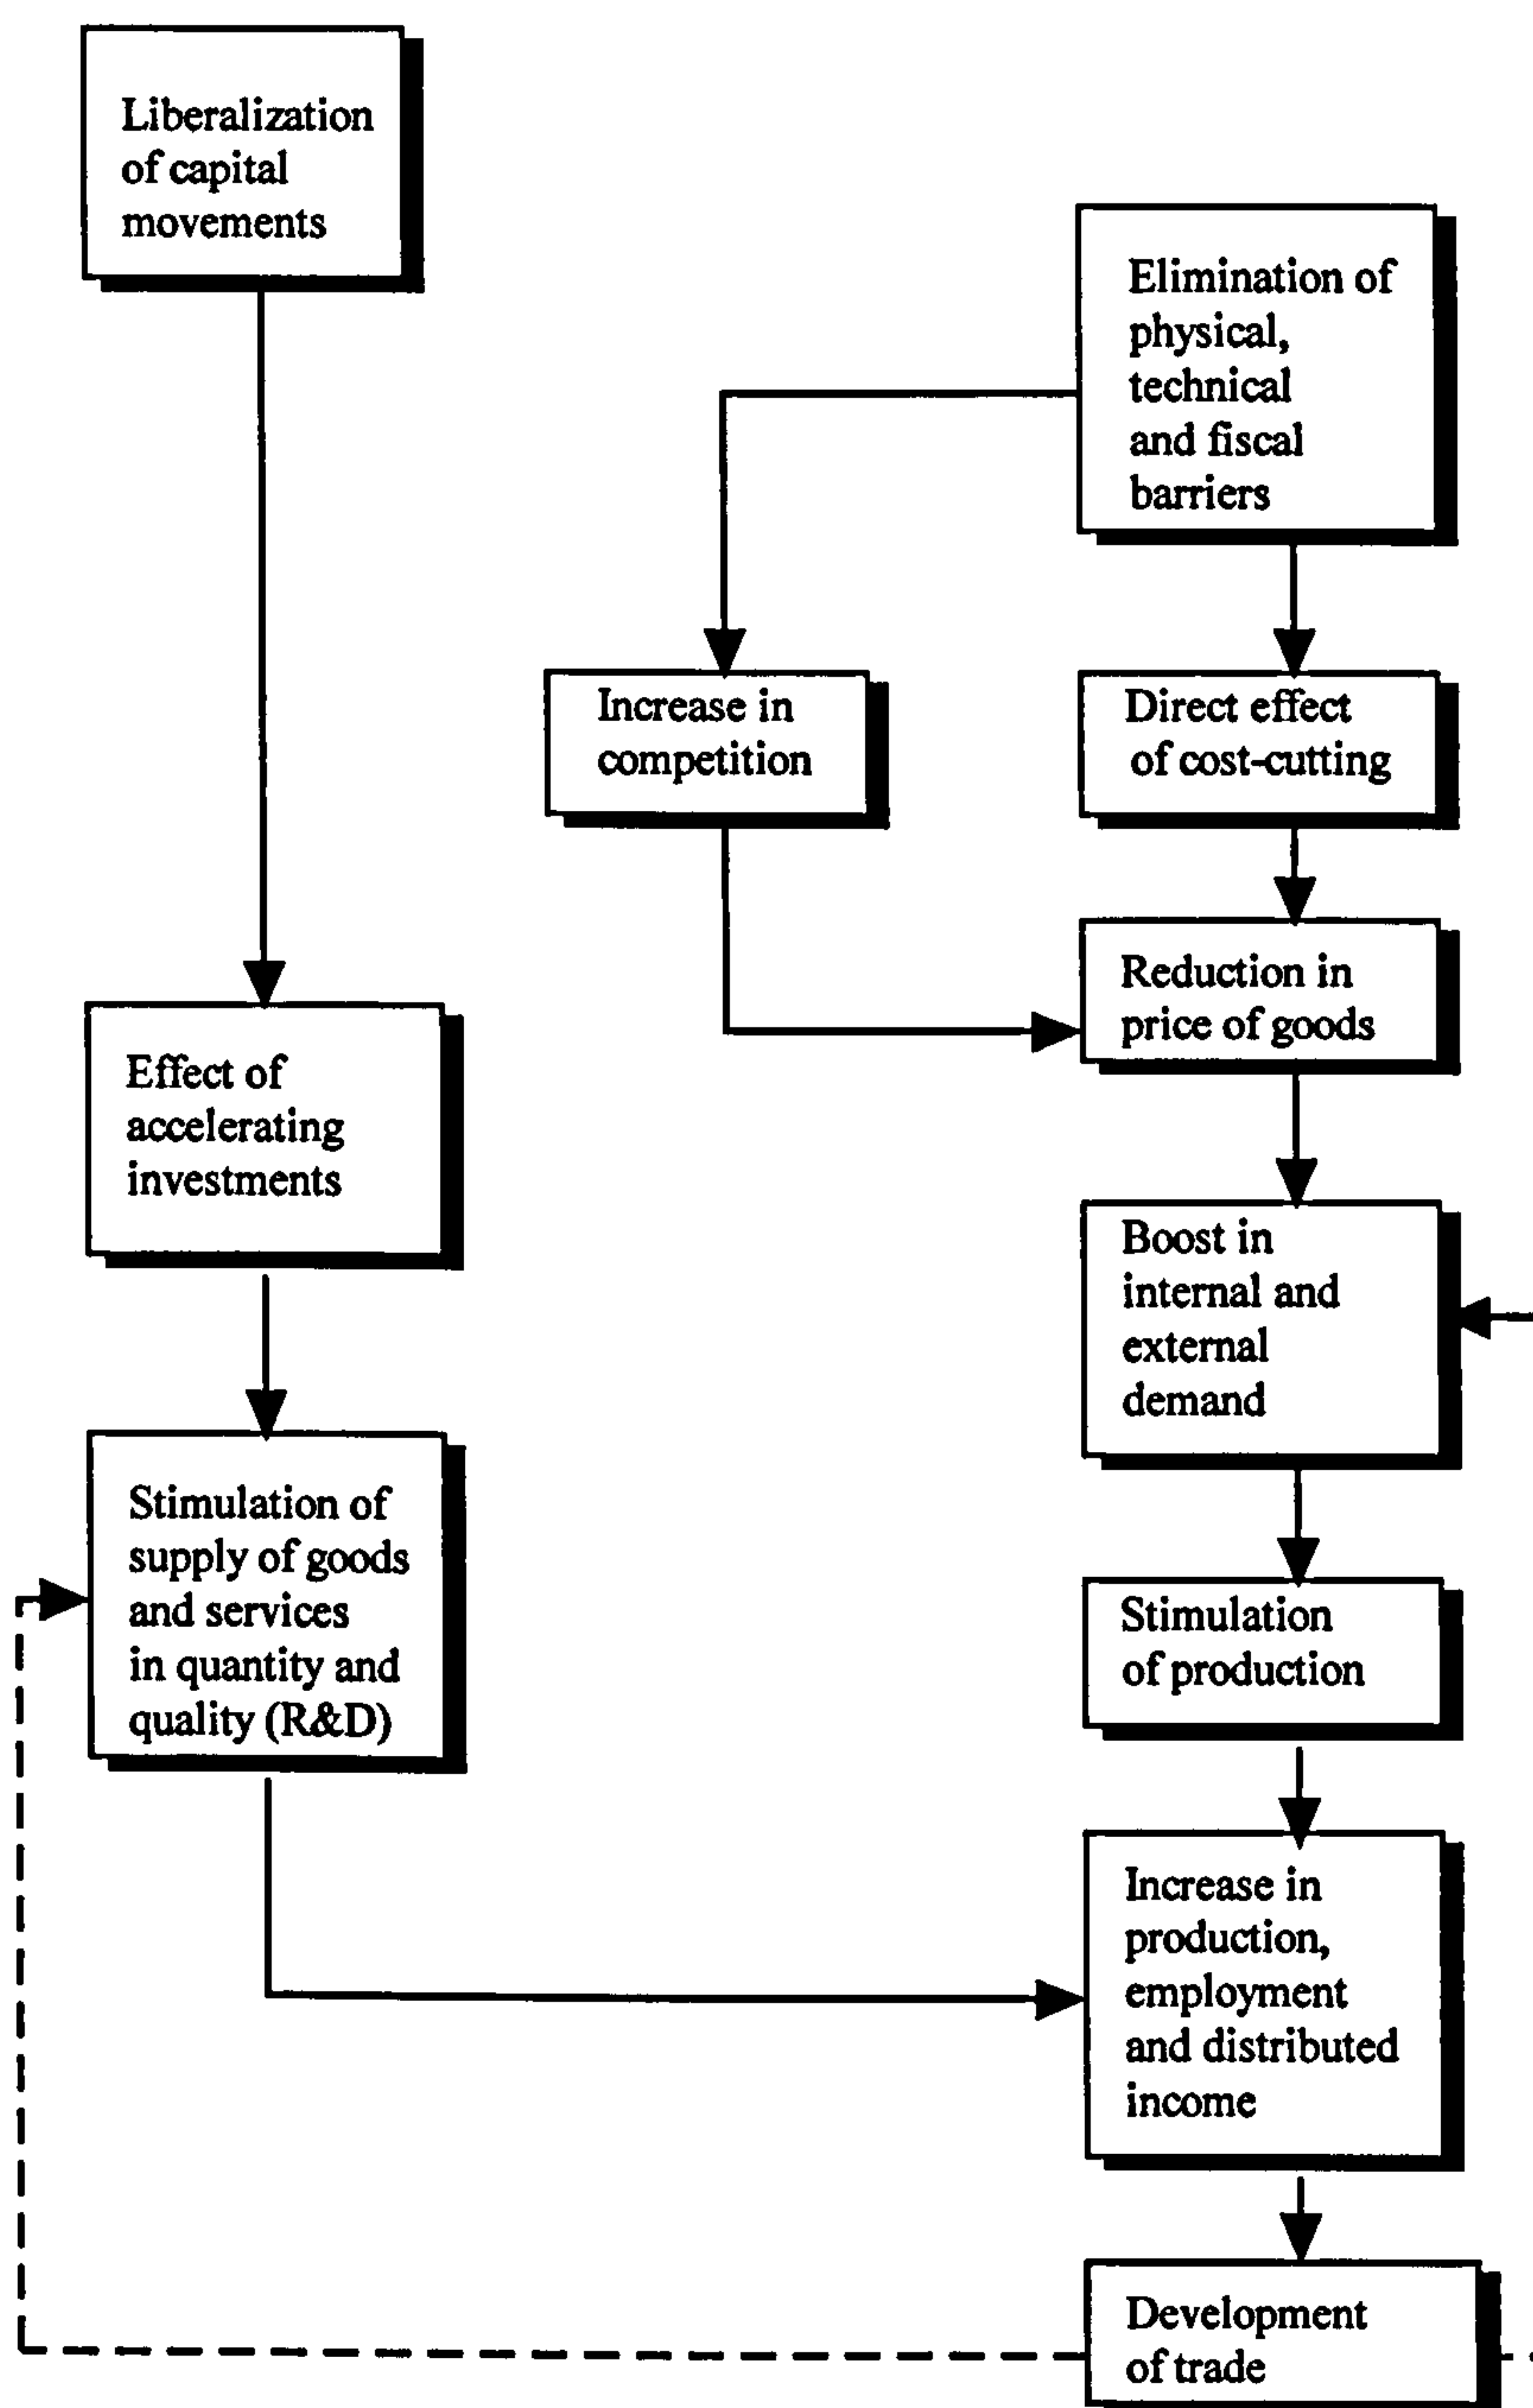 Liberalization
of capital
movements
Elimination of
physical,
technical
and fiscal
barriers
Increase in
competition
Direct effect
of cost-cutting
Reduction in
price of goods
Effect of
accelerating
investments
Boost in
internal and
external
demand
Stimulation of
supply of goods
and services
in quantity and
quality (R&D)
Stimulation
of production
Increase in
production,
employment
and distributed
income
Development
of trade